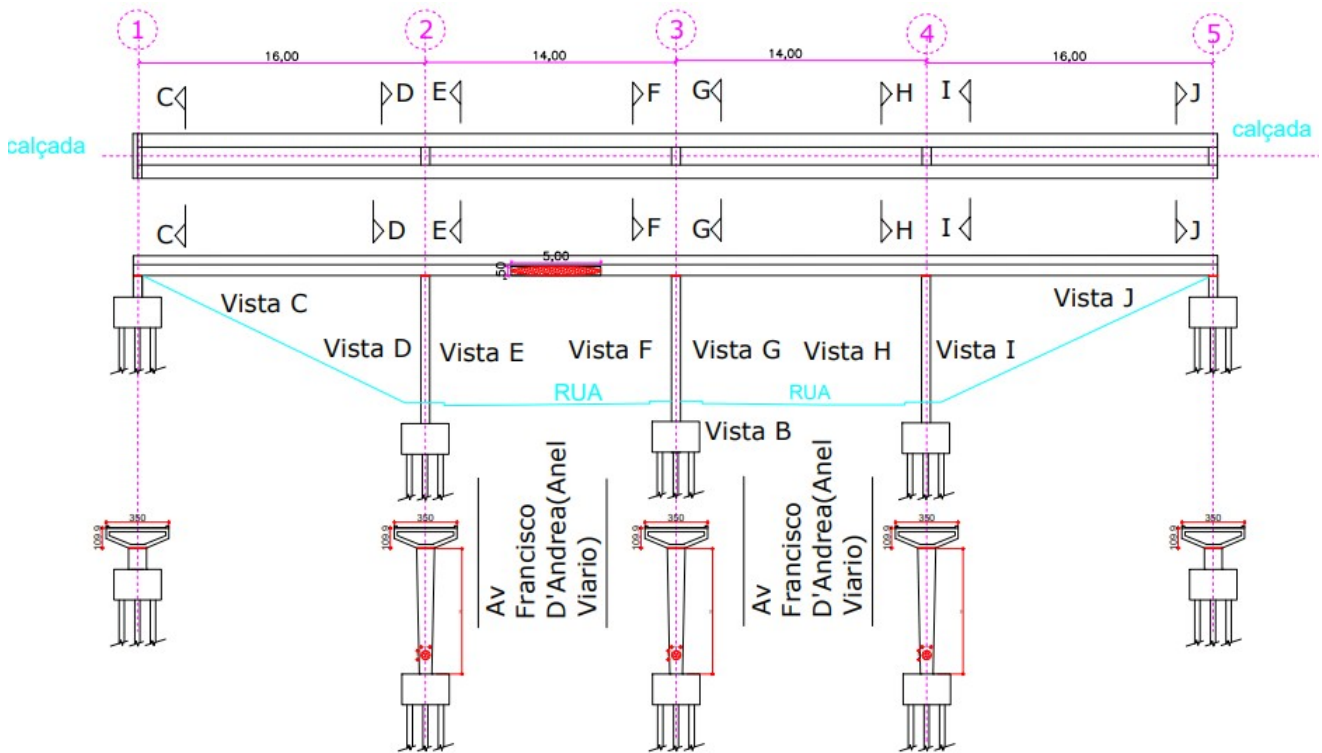 1 2 3 4 5
16,00 14,00 14,00 16,00
C D E F G H I J
calçada calçada
C D E F G H I J
5,00
,50
Vista C Vista J
Vista D Vista E Vista F Vista G Vista H Vista I
RUA RUA
Vista B
Av
Francisco
D'Andrea(Anel
Viario)
Av
Francisco
D'Andrea(Anel
Viario)
350 350 350 350 350
109,9 109,9 109,9 109,9 109,9